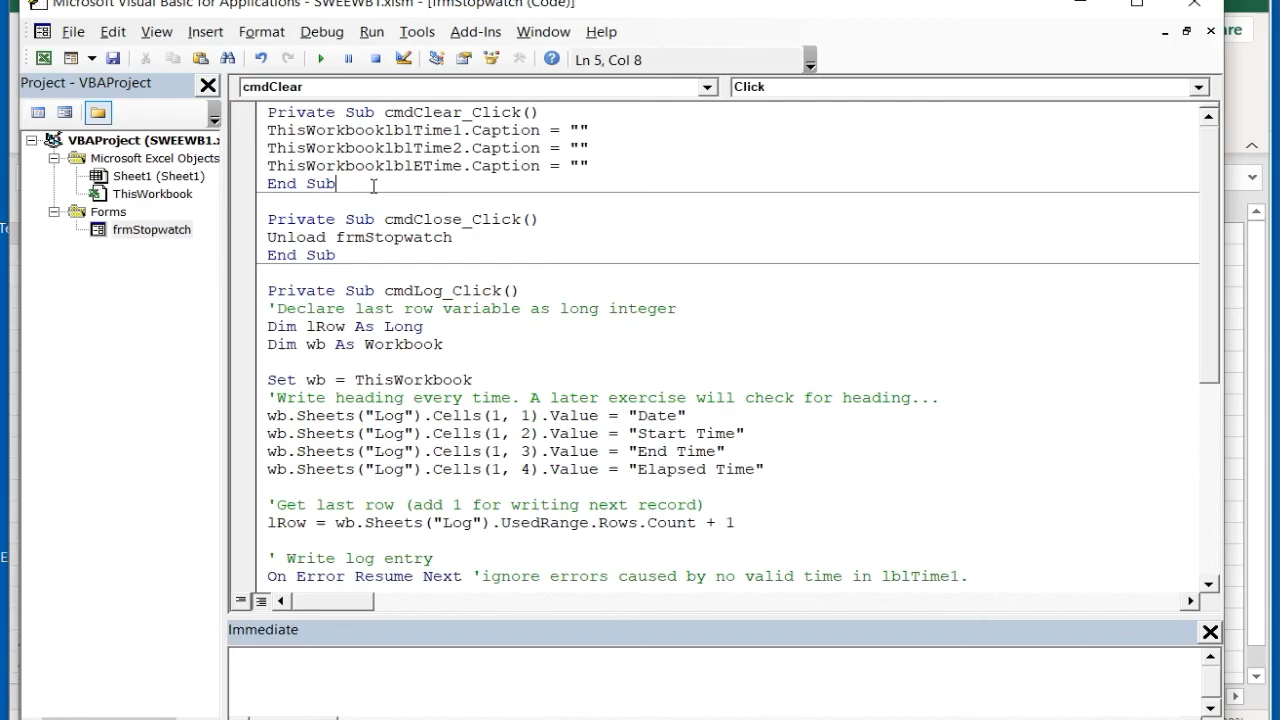 Microsoft Visual Basic for Applications - SWEEWB1.xlsm - [frmStopwatch (Code)]
File Edit View Insert Format Debug Run Tools Add-Ins Window Help
Ln 5, Col 8
Project - VBAProject
cmdClear
Click
VBAProject (SWEEWB1.x
Microsoft Excel Objects
Sheet1 (Sheet1)
ThisWorkbook
Forms
frmStopwatch
Private Sub cmdClear_Click()
ThisWorkbooklblTime1.Caption = ""
ThisWorkbooklblTime2.Caption = ""
ThisWorkbooklblETime.Caption = ""
End Sub
Private Sub cmdClose_Click()
Unload frmStopwatch
End Sub
Private Sub cmdLog_Click()
'Declare last row variable as long integer
Dim lRow As Long
Dim wb As Workbook
Set wb = ThisWorkbook
'Write heading every time. A later exercise will check for heading...
wb.Sheets("Log").Cells(1, 1).Value = "Date"
wb.Sheets("Log").Cells(1, 2).Value = "Start Time"
wb.Sheets("Log").Cells(1, 3).Value = "End Time"
wb.Sheets("Log").Cells(1, 4).Value = "Elapsed Time"
'Get last row (add 1 for writing next record)
lRow = wb.Sheets("Log").UsedRange.Rows.Count + 1
' Write log entry
On Error Resume Next 'ignore errors caused by no valid time in lblTime1.
Immediate